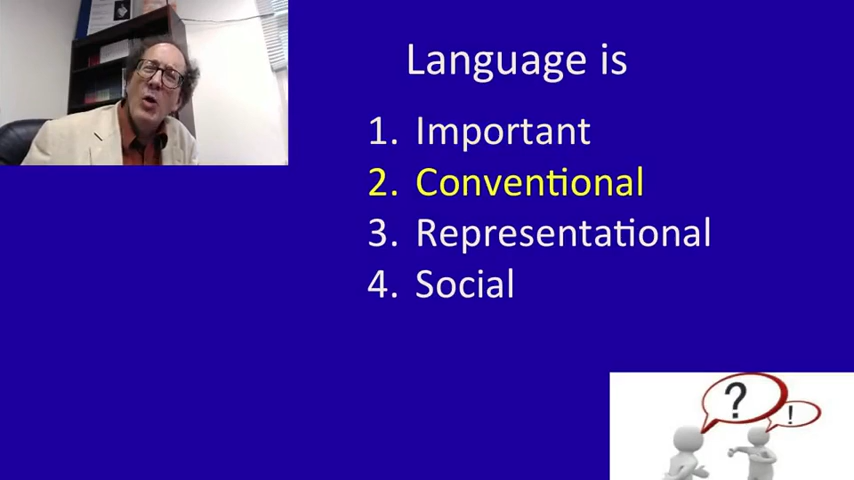 Language is
1. Important
2. Conventional
3. Representational
4. Social
?
!